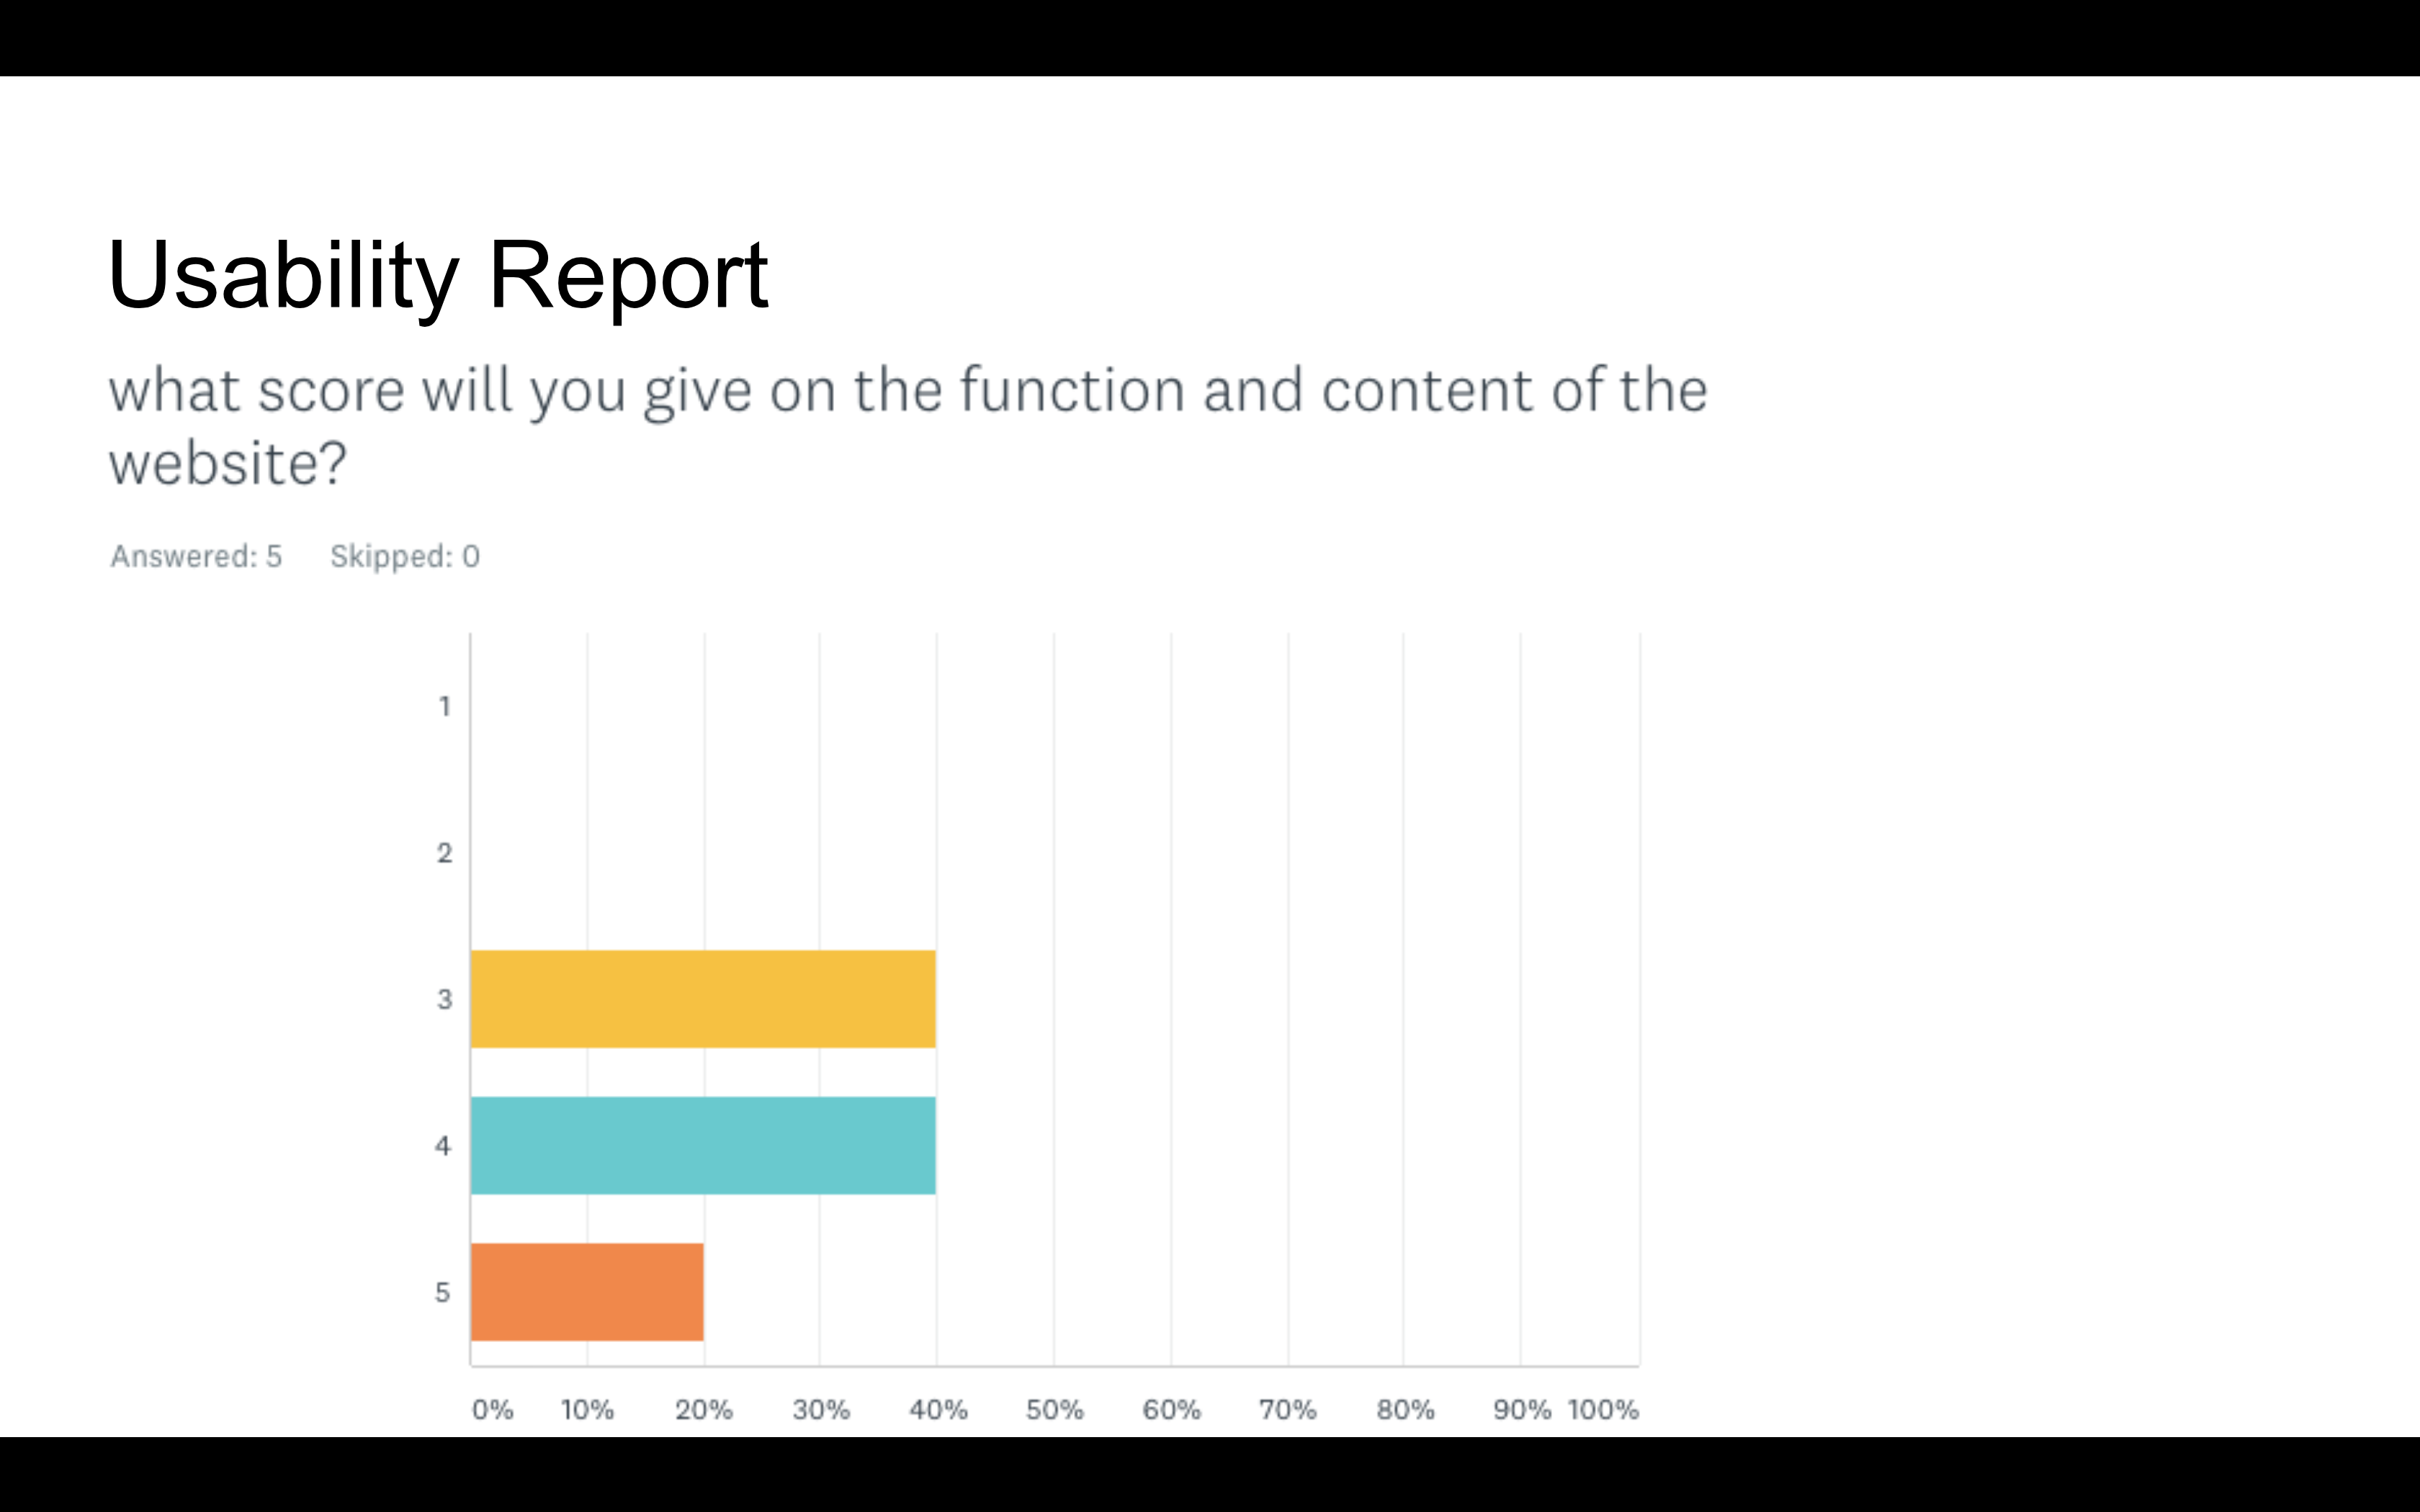 Usability Report
what score will you give on the function and content of the
website?
Answered: 5 Skipped: 0
1
2
3
4
5
0% 10% 20% 30% 40% 50% 60% 70% 80% 90% 100%